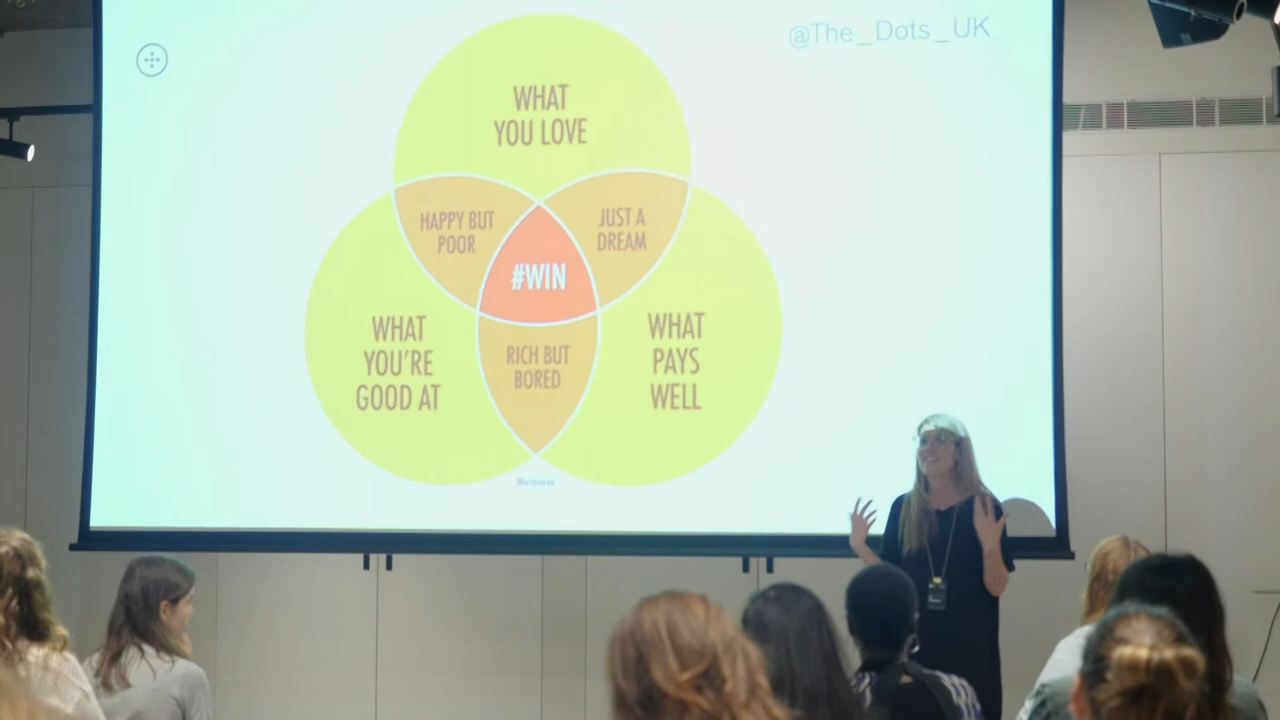 @The_Dots_UK
WHAT
YOU LOVE
HAPPY BUT
POOR
JUST A
DREAM
#WIN
WHAT
YOU'RE
GOOD AT
RICH BUT
BORED
WHAT
PAYS
WELL